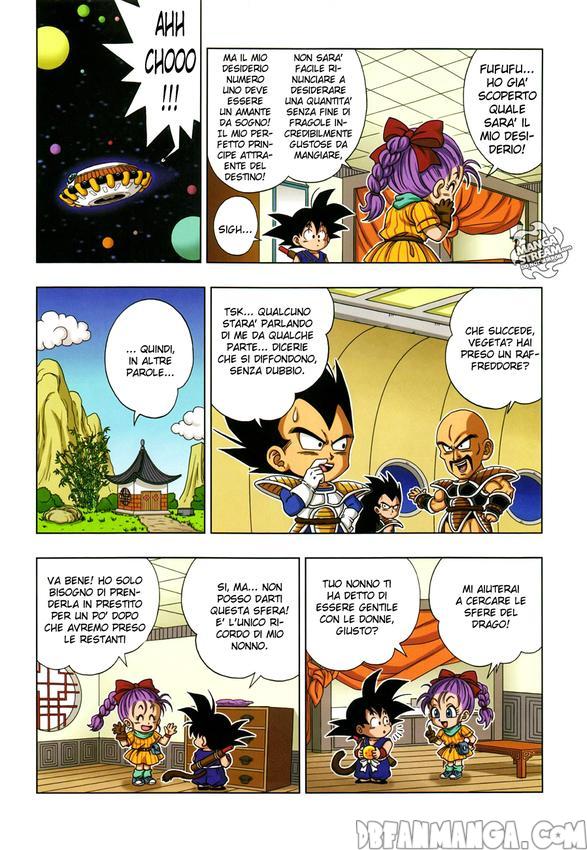 FUFUFU...
HO GIA'
SCOPERTO
QUALE
SARA' IL
MIO DESI-
DERIO!
NON SARA'
FACILE RI-
NUNCIARE A
DESIDERARE
UNA QUANTITA'
SENZA FINE DI
FRAGOLE IN-
CREDIBILMENTE
GUSTOSE DA
MANGIARE,
MA IL MIO
DESIDERIO
NUMERO
UNO DEVE
ESSERE
UN AMANTE
DA SOGNO!
IL MIO PER-
FETTO PRIN-
CIPE ATTRA-
ENTE DEL
DESTINO!
SIGH...
MANGA
STREAM
AHH
CHOOO
!!!
CHE SUCCEDE,
VEGETA? HAI
PRESO UN RAF-
FREDDORE?
TSK... QUALCUNO
STARA' PARLANDO
DI ME DA QUALCHE
PARTE... DICERIE
CHE SI DIFFONDONO,
SENZA DUBBIO.
... QUINDI,
IN ALTRE
PAROLE...
MI AIUTERAI
A CERCARE LE
SFERE DEL
DRAGO!
TUO NONNO TI
HA DETTO DI
ESSERE GENTILE
CON LE DONNE,
GIUSTO?
SI, MA... NON
POSSO DARTI
QUESTA SFERA!
E' L'UNICO RI-
CORDO DI MIO
NONNO.
VA BENE! HO SOLO
BISOGNO DI PREN-
DERLA IN PRESTITO
PER UN PO' DOPO
CHE AVREMO PRESO
LE RESTANTI
DBFANMANGA.COM